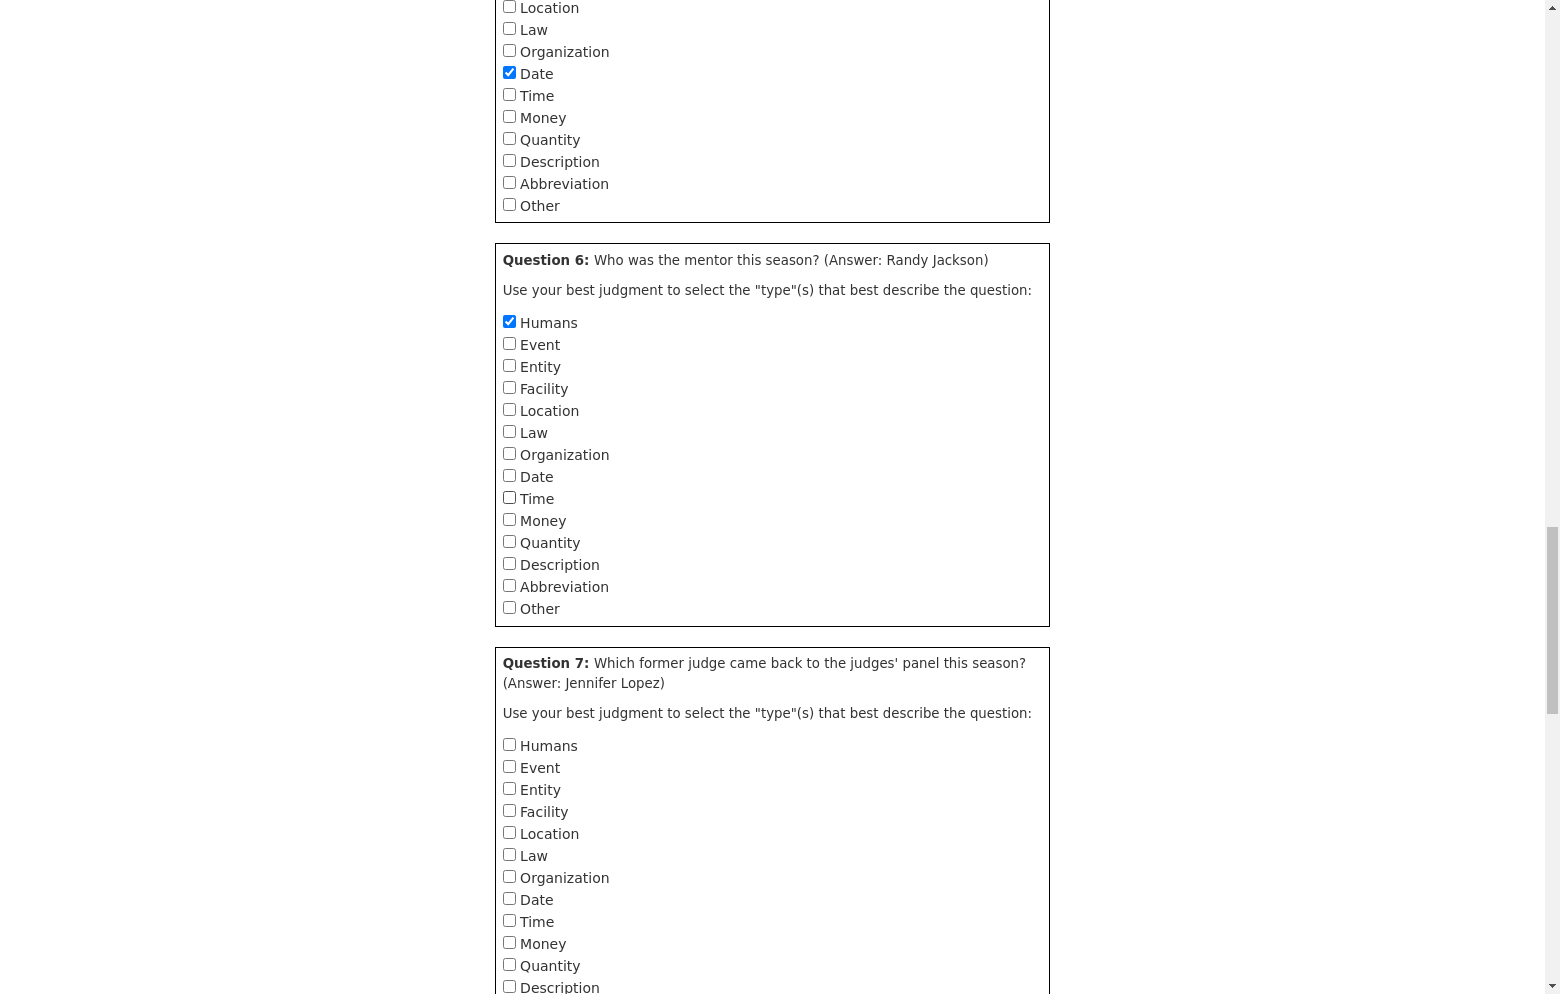 Location
Law
Organization
Date
Time
Money
Quantity
Description
Abbreviation
Other
Question 6: Who was the mentor this season? (Answer: Randy Jackson)
Use your best judgment to select the "type"(s) that best describe the question:
Humans
Event
Entity
Facility
Location
Law
Organization
Date
Time
Money
Quantity
Description
Abbreviation
Other
Question 7: Which former judge came back to the judges' panel this season?
(Answer: Jennifer Lopez)
Use your best judgment to select the "type"(s) that best describe the question:
Humans
Event
Entity
Facility
Location
Law
Organization
Date
Time
Money
Quantity
Description